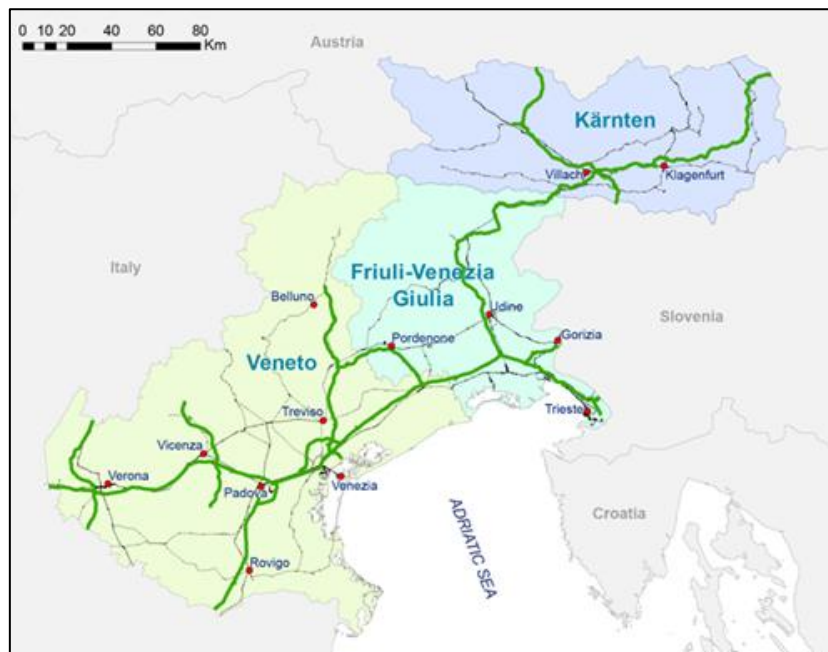 0 10 20 40 60 80
Km
Austria
Kärnten
Villach
Klagenfurt
Italy
Friuli-Venezia
Giulia
Belluno
Udine
Slovenia
Pordenone
Gorizia
Veneto
Treviso
Trieste
Vicenza
Verona
Padova
Venezia
ADRIATIC SEA
Croatia
Rovigo